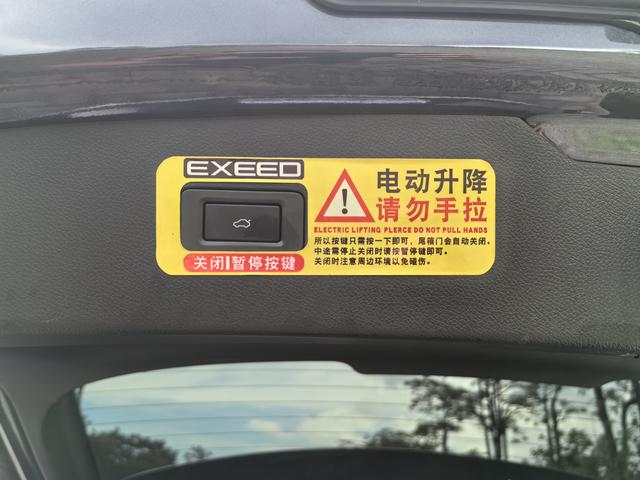 EXEED
电动升降
请勿手拉
ELECTRIC LIFTING PLERCE DO NOT PULL HANDS
所以按键只需按一下即可，尾箱门会自动关闭。
中途需停止关闭时请按暂停键即可。
关闭时注意周边环境以免磕伤。
关闭|暂停按键